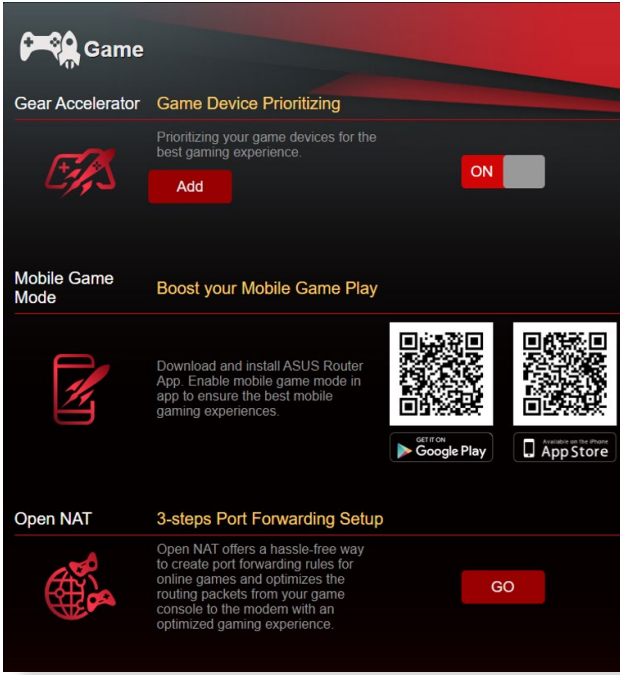 Game
Gear Accelerator
Game Device Prioritizing
Prioritizing your game devices for the
best gaming experience.
Add
ON
Mobile Game
Mode
Boost your Mobile Game Play
Download and install ASUS Router
App. Enable mobile game mode in
app to ensure the best mobile
gaming experiences.
GET IT ON
Google Play
Available on the iPhone
App Store
Open NAT
3-steps Port Forwarding Setup
Open NAT offers a hassle-free way
to create port forwarding rules for
online games and optimizes the
routing packets from your game
console to the modem with an
optimized gaming experience.
GO